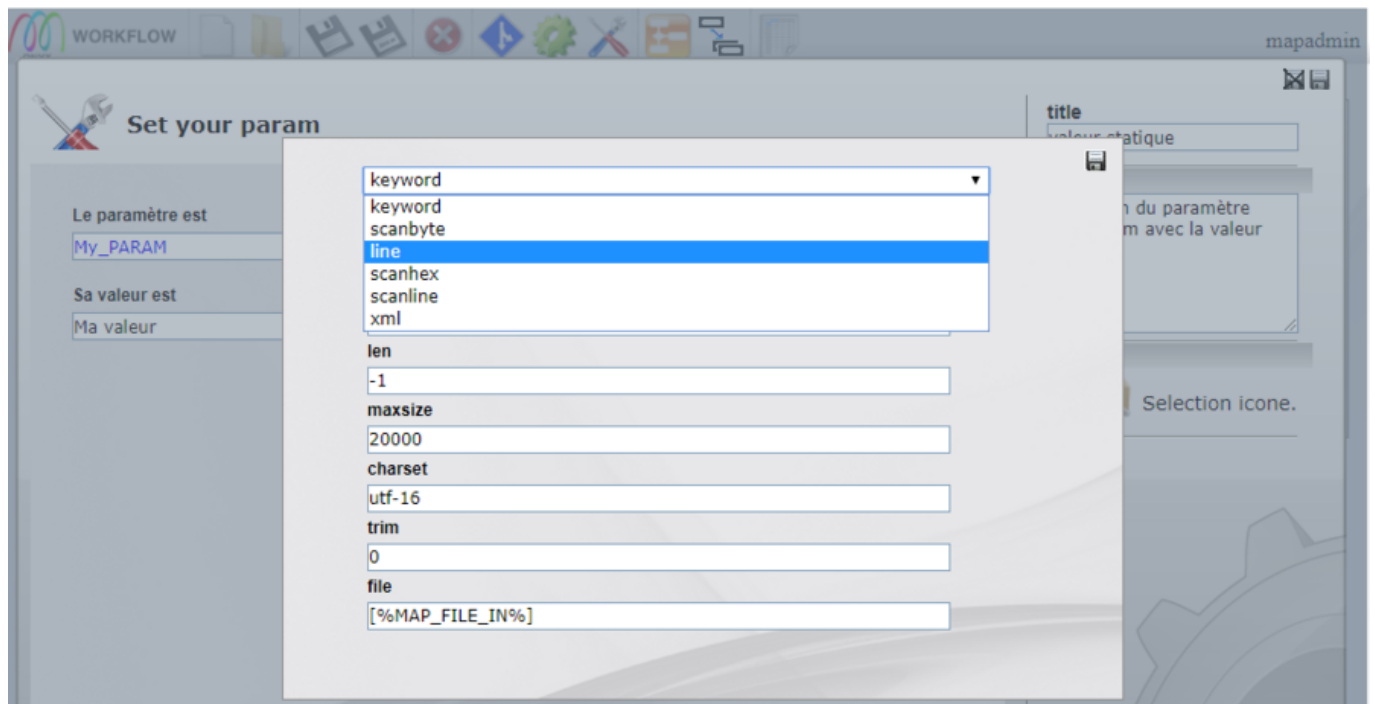 WORKFLOW
mapadmin
Set your param
title
valeur statique
Le paramètre est
My_PARAM
Sa valeur est
Ma valeur
keyword
keyword
scanbyte
line
scanhex
scanline
xml
len
-1
maxsize
20000
charset
utf-16
trim
0
file
[%MAP_FILE_IN%]
du paramètre
avec la valeur
Selection icone.